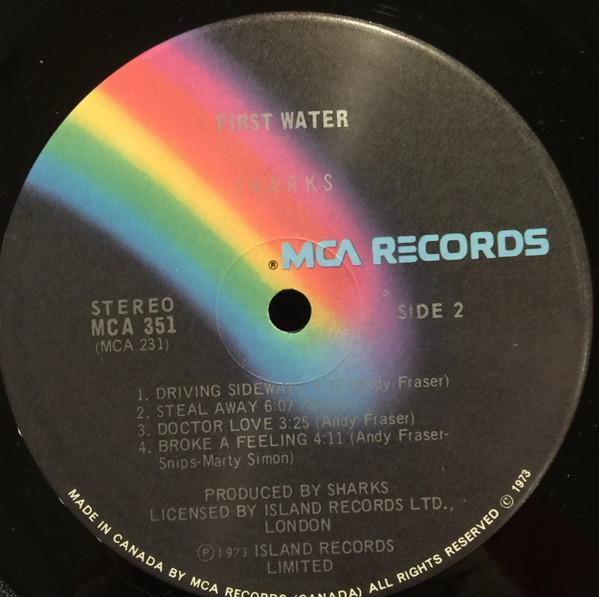 FIRST WATER
SHARKS
® MCA RECORDS
STEREO
MCA 351
(MCA 231)
SIDE 2
1. DRIVING SIDEWAYS (Andy Fraser)
2. STEAL AWAY 6:07
3. DOCTOR LOVE 3:25 (Andy Fraser)
4. BROKE A FEELING 4:11 (Andy Fraser-
Snips-Marty Simon)
PRODUCED BY SHARKS
LICENSED BY ISLAND RECORDS LTD.,
LONDON
℗ 1973 ISLAND RECORDS
LIMITED
MADE IN CANADA BY MCA RECORDS (CANADA) ALL RIGHTS RESERVED © 1973